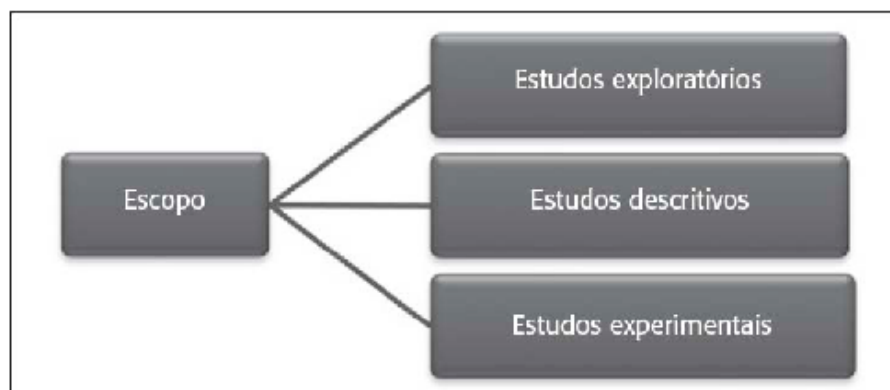 Estudos exploratórios
Escopo
Estudos descritivos
Estudos experimentais